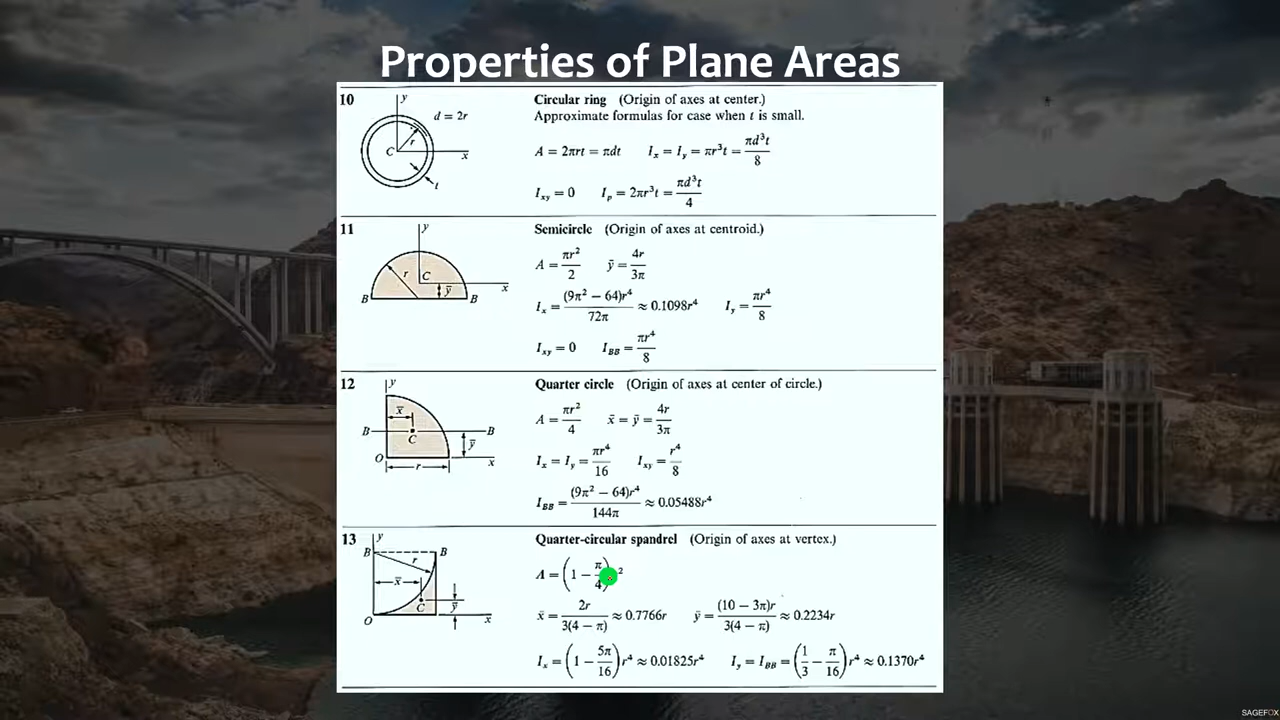 Properties of Plane Areas
10
y
d = 2r
r
C
x
t
Circular ring (Origin of axes at center.)
Approximate formulas for case when t is small.
A = 2πrt = πdt I_x = I_y = πr³t = πd³t/8
I_xy = 0 I_p = 2πr³t = πd³t/4
11
y
r
C
x
ȳ
B B
Semicircle (Origin of axes at centroid.)
A = πr²/2 ȳ = 4r/3π
I_x = (9π² − 64)r⁴/72π ≈ 0.1098r⁴ I_y = πr⁴/8
I_xy = 0 I_BB = πr⁴/8
12
y
x̄
B B
C
ȳ
O
x
r
Quarter circle (Origin of axes at center of circle.)
A = πr²/4 x̄ = ȳ = 4r/3π
I_x = I_y = πr⁴/16 I_xy = r⁴/8
I_BB = (9π² − 64)r⁴/144π ≈ 0.05488r⁴
13
y
B B
r
x̄
C
ȳ
O
x
Quarter-circular spandrel (Origin of axes at vertex.)
A = (1 − π/4) ²
x̄ = 2r/3(4 − π) ≈ 0.7766r ȳ = (10 − 3π)r/3(4 − π) ≈ 0.2234r
I_x = (1 − 5π/16)r⁴ ≈ 0.01825r⁴ I_y = I_BB = (1/3 − π/16)r⁴ ≈ 0.1370r⁴
SAGEFOX